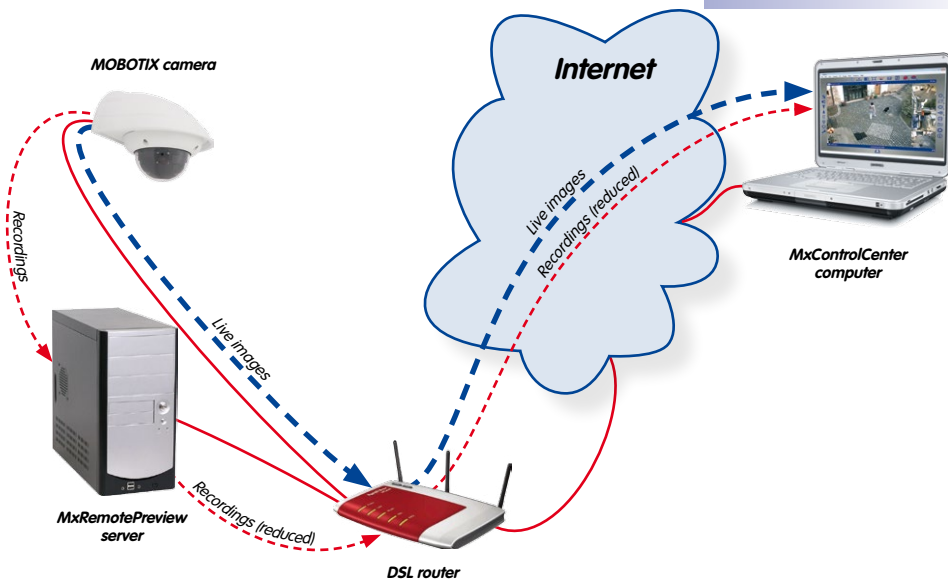 MOBOTIX camera
Internet
Live images
Recordings (reduced)
Recordings
MxControlCenter
computer
Live images
MxRemotePreview
server
Recordings (reduced)
DSL router